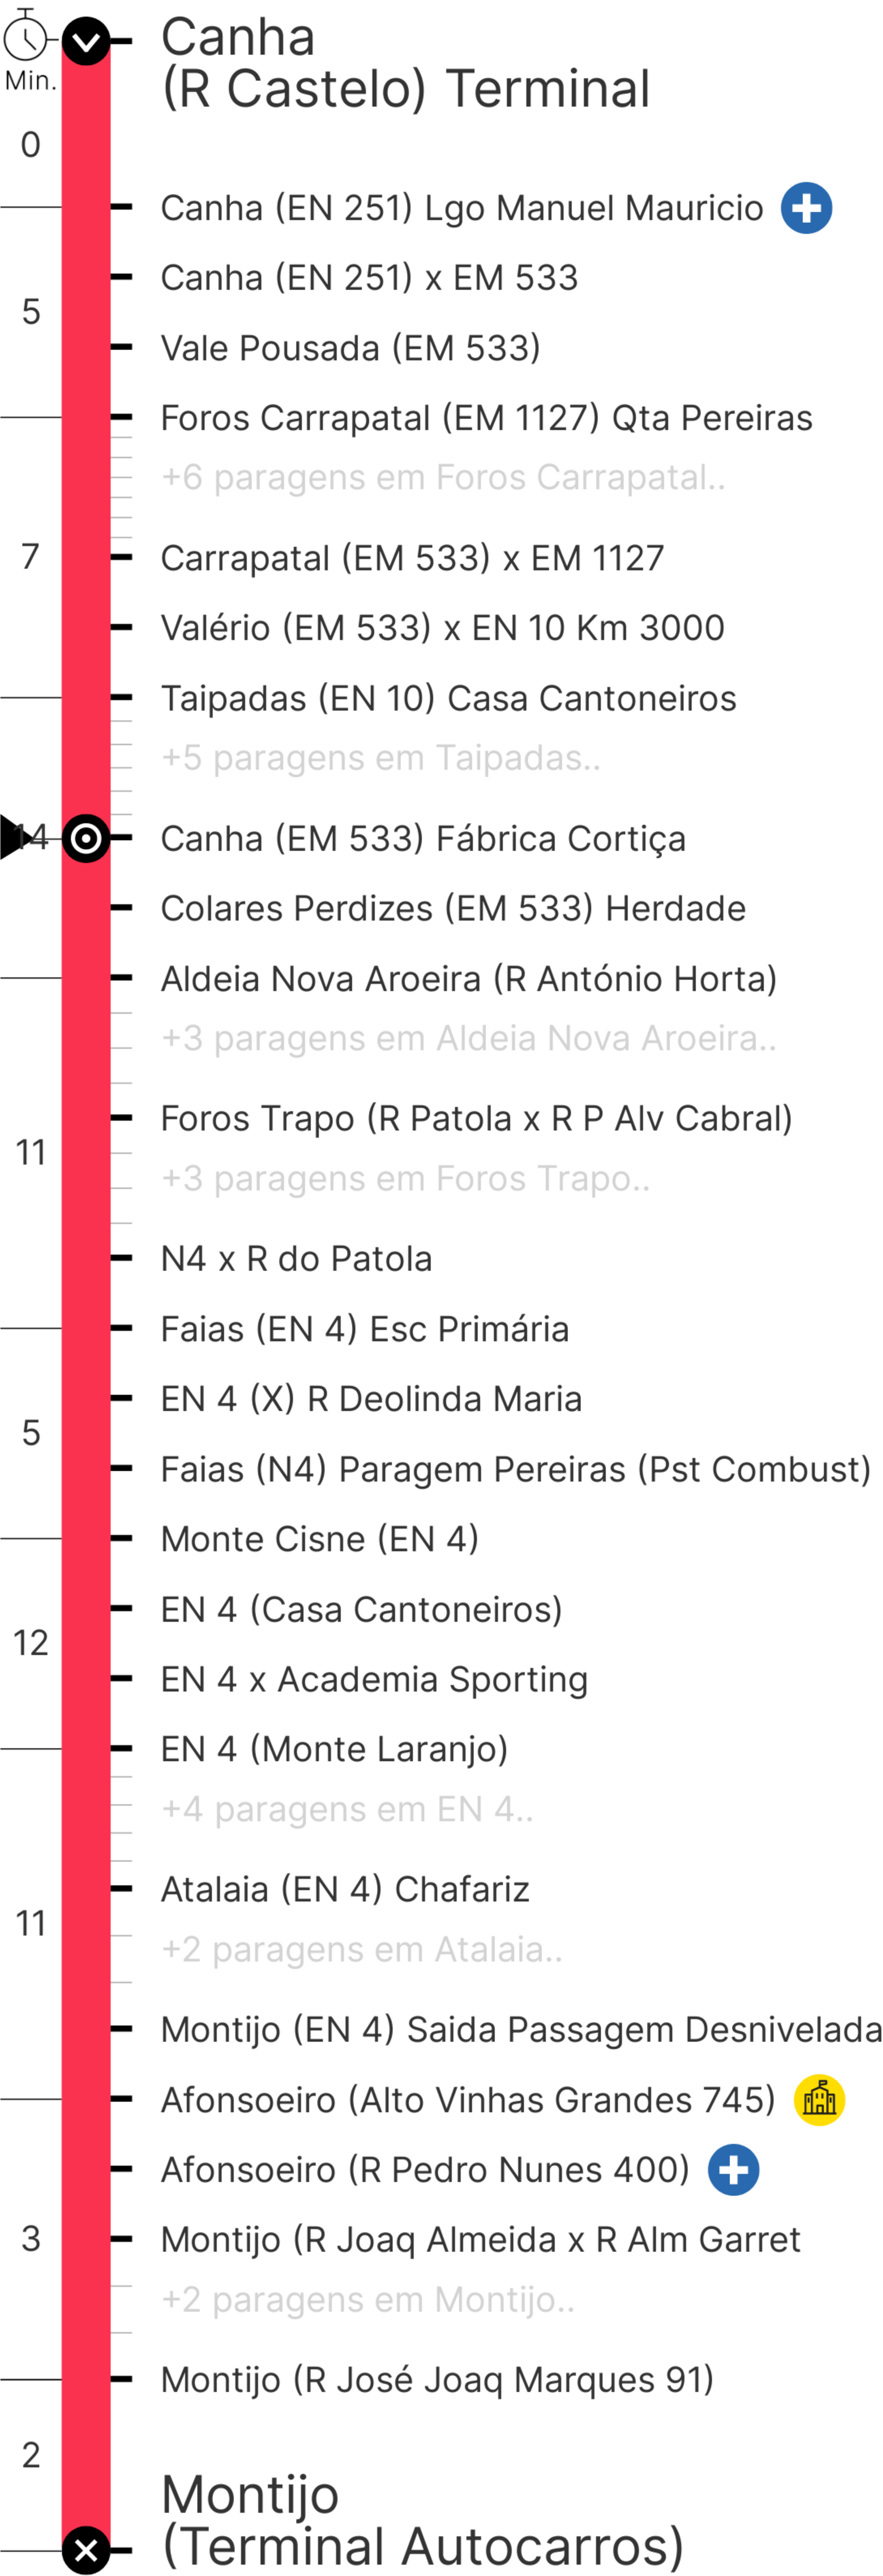 Canha
(R Castelo) Terminal
Min.
0
Canha (EN 251) Lgo Manuel Mauricio
Canha (EN 251) x EM 533
5
Vale Pousada (EM 533)
Foros Carrapatal (EM 1127) Qta Pereiras
+6 paragens em Foros Carrapatal..
7
Carrapatal (EM 533) x EM 1127
Valério (EM 533) x EN 10 Km 3000
Taipadas (EN 10) Casa Cantoneiros
+5 paragens em Taipadas..
14
Canha (EM 533) Fábrica Cortiça
Colares Perdizes (EM 533) Herdade
Aldeia Nova Aroeira (R António Horta)
+3 paragens em Aldeia Nova Aroeira..
Foros Trapo (R Patola x R P Alv Cabral)
11
+3 paragens em Foros Trapo..
N4 x R do Patola
Faias (EN 4) Esc Primária
EN 4 (X) R Deolinda Maria
5
Faias (N4) Paragem Pereiras (Pst Combust)
Monte Cisne (EN 4)
EN 4 (Casa Cantoneiros)
12
EN 4 x Academia Sporting
EN 4 (Monte Laranjo)
+4 paragens em EN 4..
Atalaia (EN 4) Chafariz
11
+2 paragens em Atalaia..
Montijo (EN 4) Saida Passagem Desnivelada
Afonsoeiro (Alto Vinhas Grandes 745)
Afonsoeiro (R Pedro Nunes 400)
3
Montijo (R Joaq Almeida x R Alm Garret
+2 paragens em Montijo..
Montijo (R José Joaq Marques 91)
2
Montijo
(Terminal Autocarros)